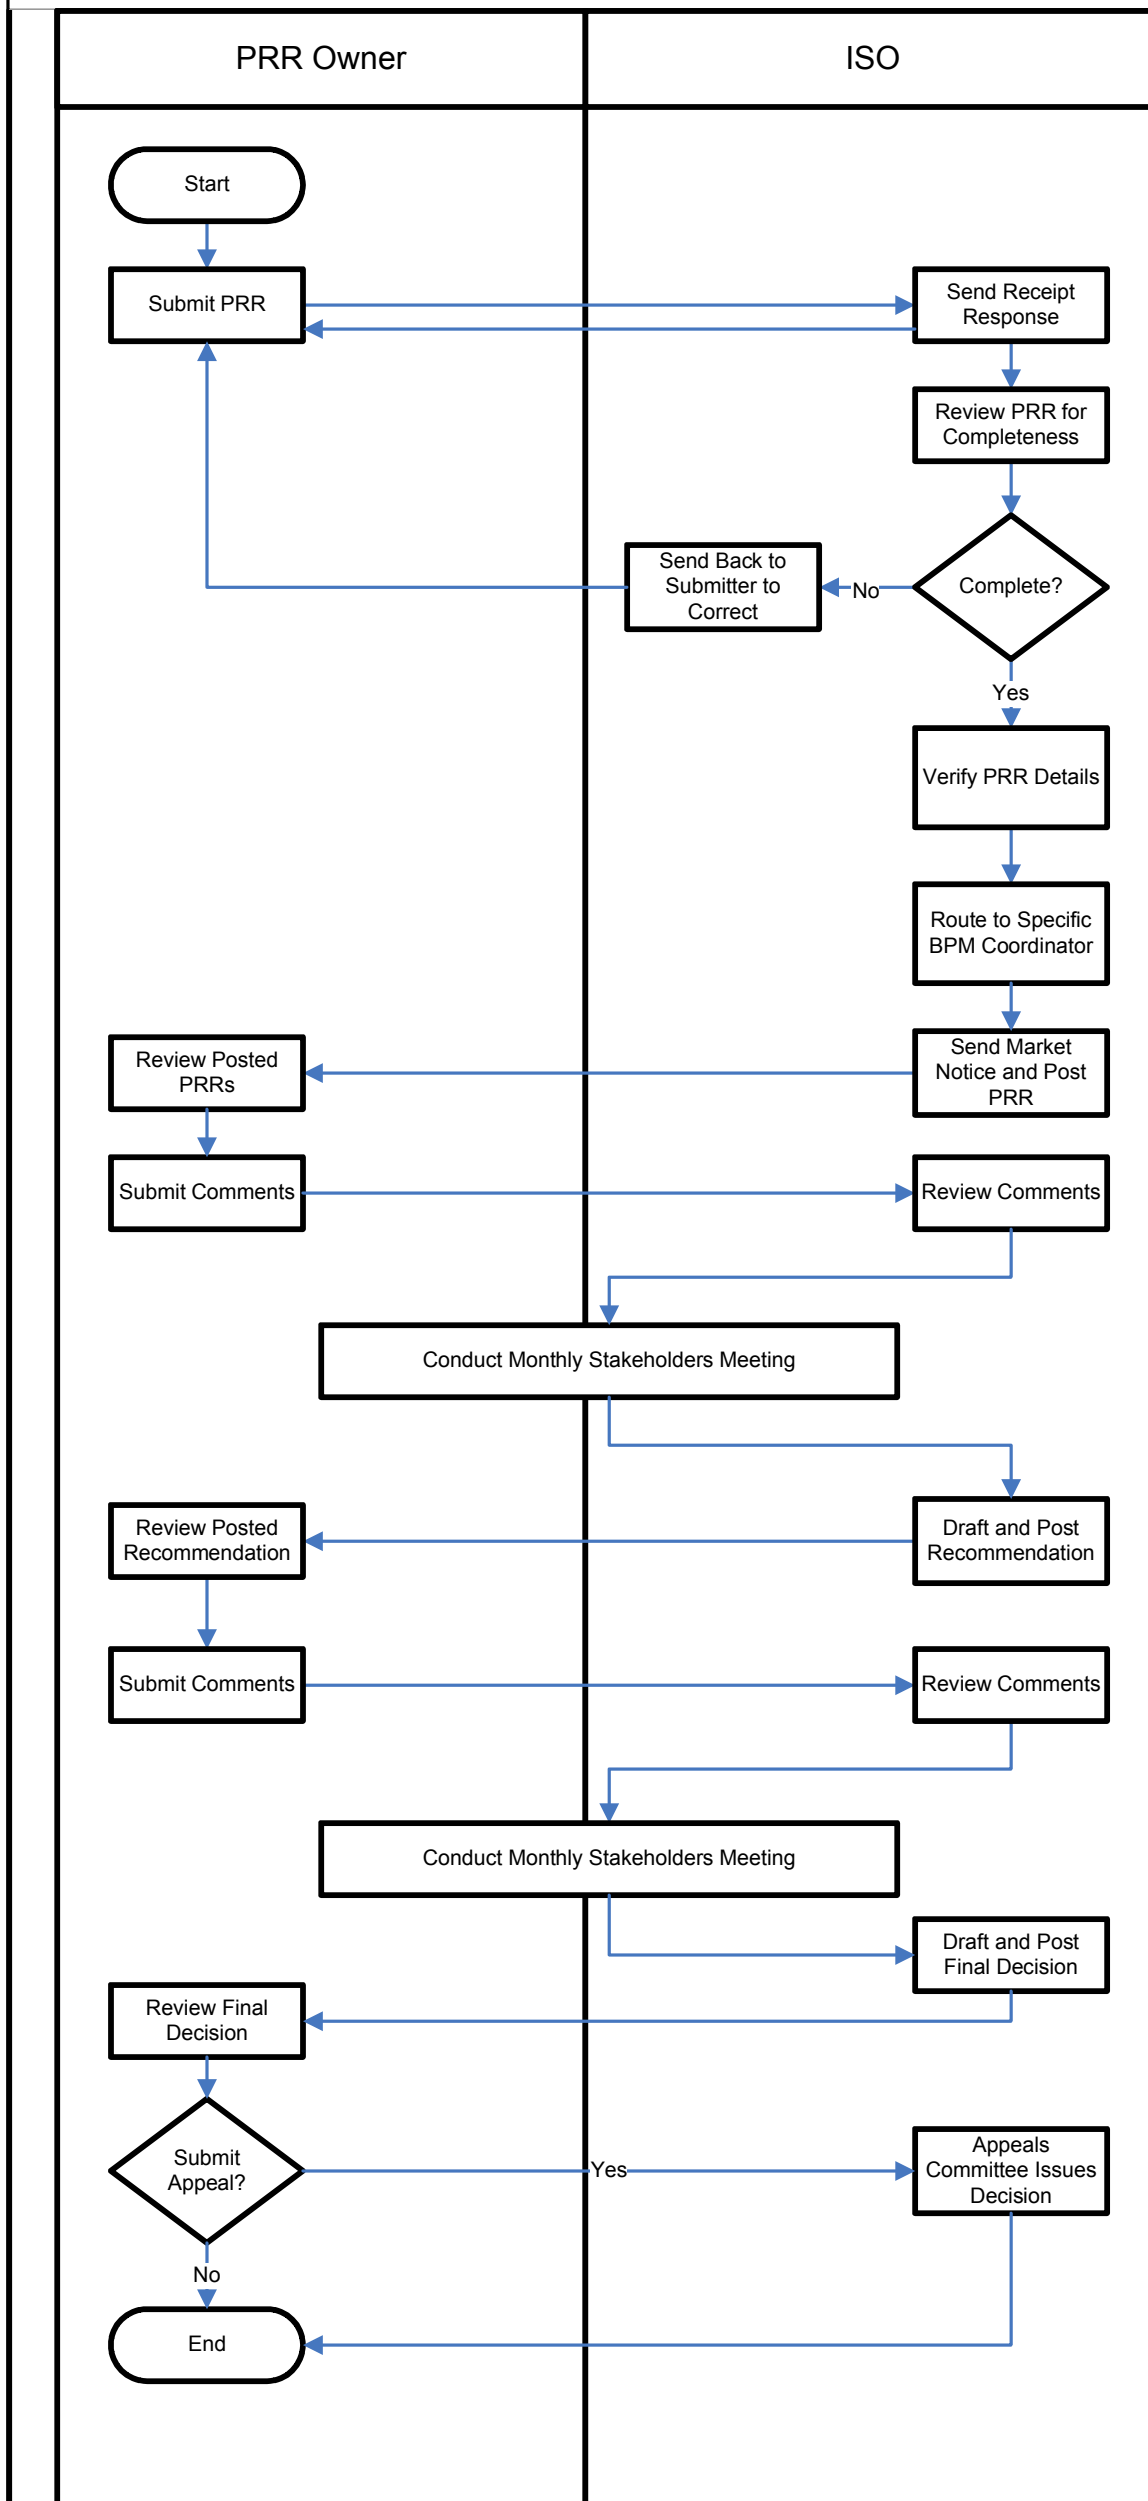 PRR Owner
ISO
Start
Submit PRR
Send Receipt
Response
Review PRR for
Completeness
Send Back to
Submitter to
Correct
No
Complete?
Yes
Verify PRR Details
Route to Specific
BPM Coordinator
Send Market
Notice and Post
PRR
Review Posted
PRRs
Submit Comments
Review Comments
Conduct Monthly Stakeholders Meeting
Draft and Post
Recommendation
Review Posted
Recommendation
Submit Comments
Review Comments
Conduct Monthly Stakeholders Meeting
Draft and Post
Final Decision
Review Final
Decision
Submit
Appeal?
Yes
Appeals
Committee Issues
Decision
No
End